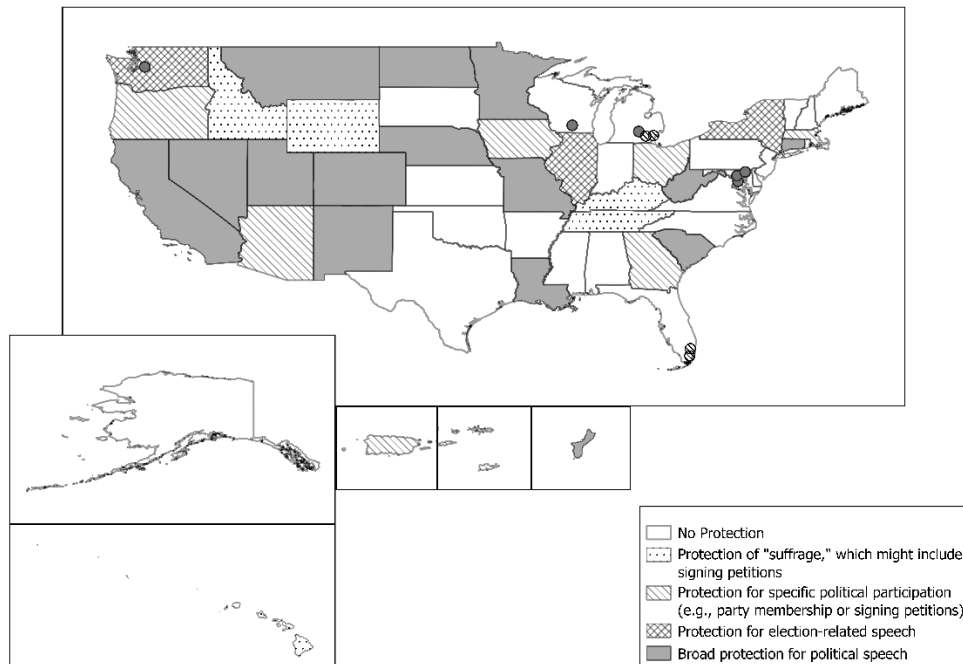 No Protection
Protection of "suffrage," which might include
signing petitions
Protection for specific political participation
(e.g., party membership or signing petitions)
Protection for election-related speech
Broad protection for political speech